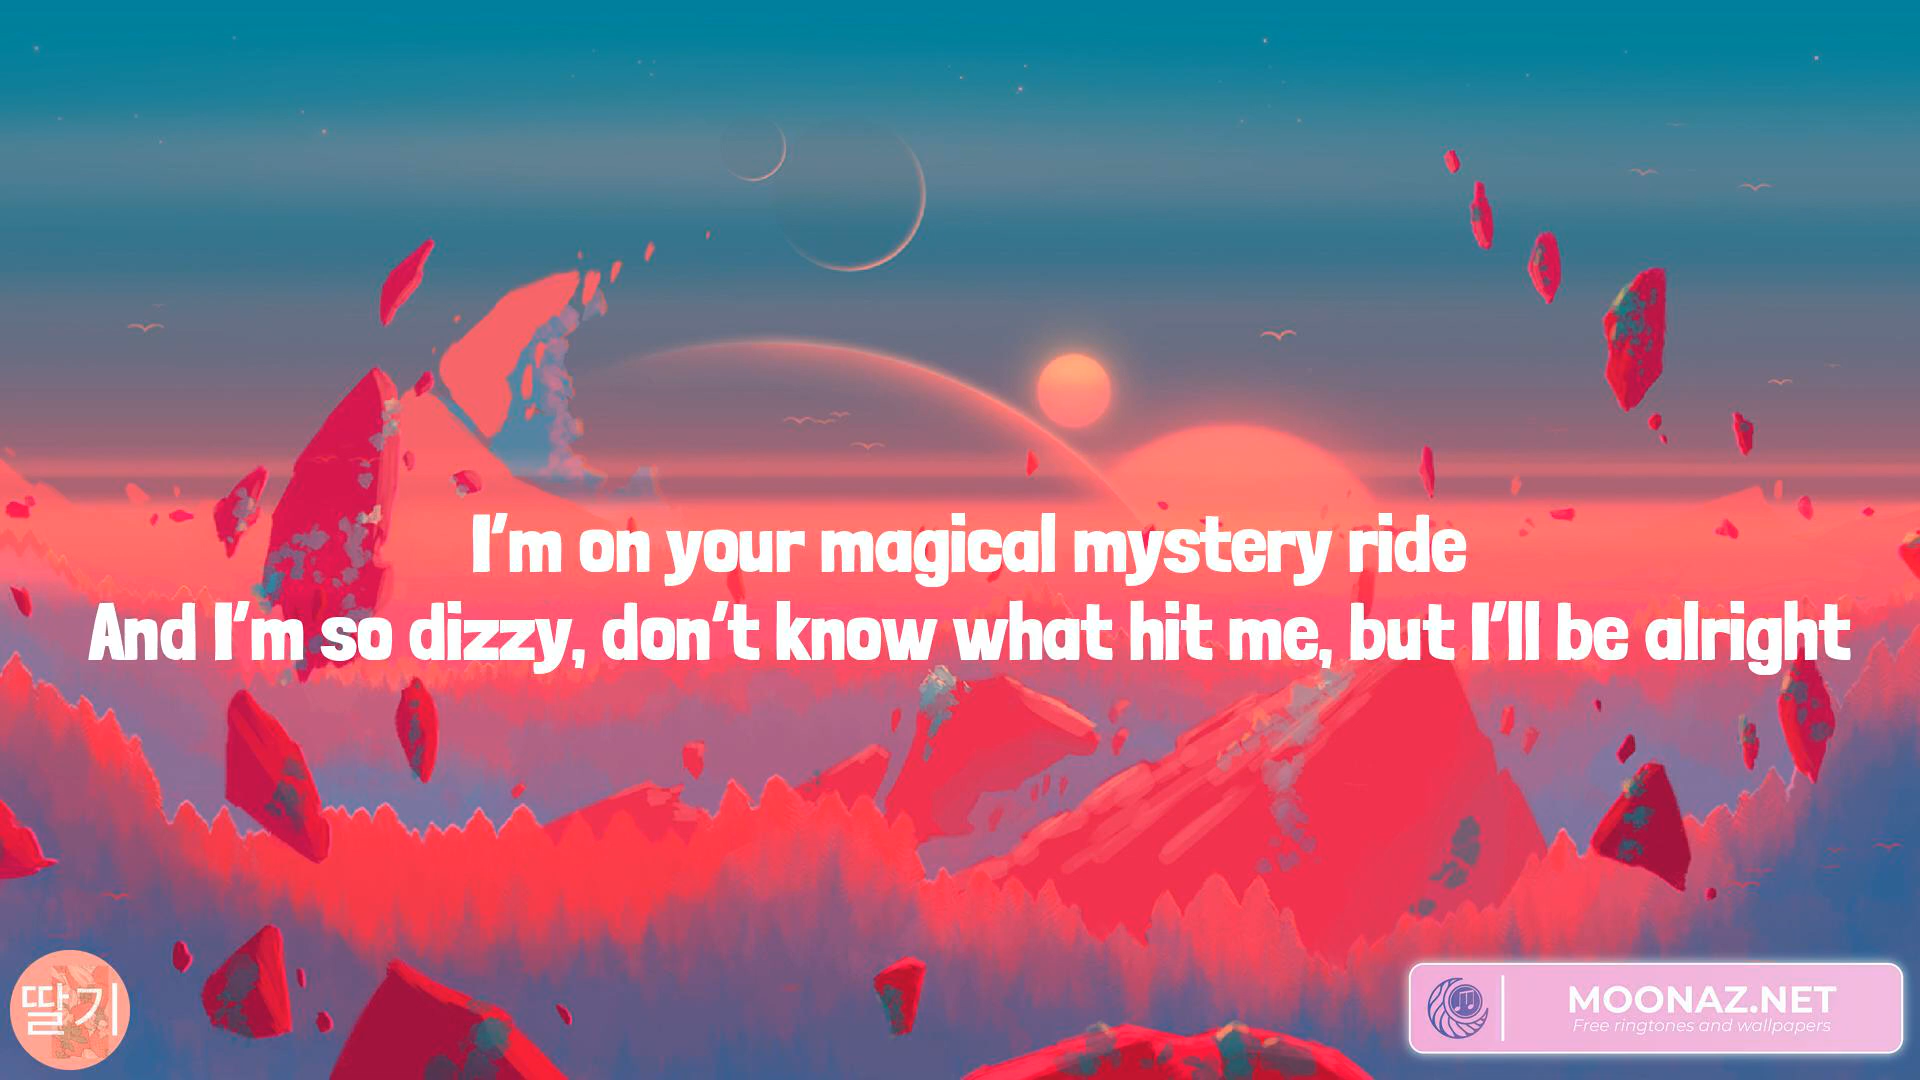 I'm on your magical mystery ride
And I'm so dizzy, don't know what hit me, but I'll be alright
딸기
MOONAZ.NET
Free ringtones and wallpapers